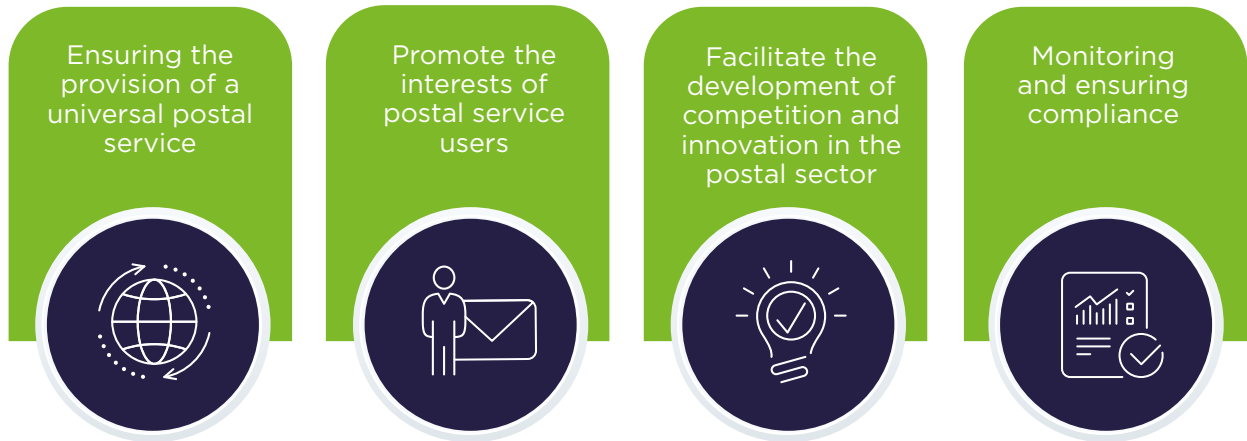 Ensuring the
provision of a
universal postal
service
Promote the
interests of
postal service
users
Facilitate the
development of
competition and
innovation in the
postal sector
Monitoring
and ensuring
compliance